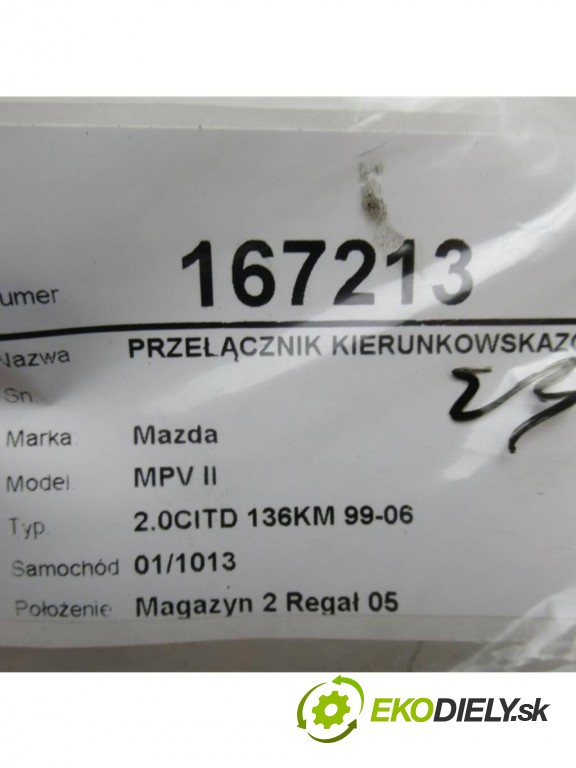 umer 167213
Nazwa PRZEŁĄCZNIK KIERUNKOWSKAZ
Sn.
Marka Mazda
Model MPV II
Typ. 2.0CITD 136KM 99-06
Samochód 01/1013
Położenie Magazyn 2 Regał 05
EKODIELY.sk